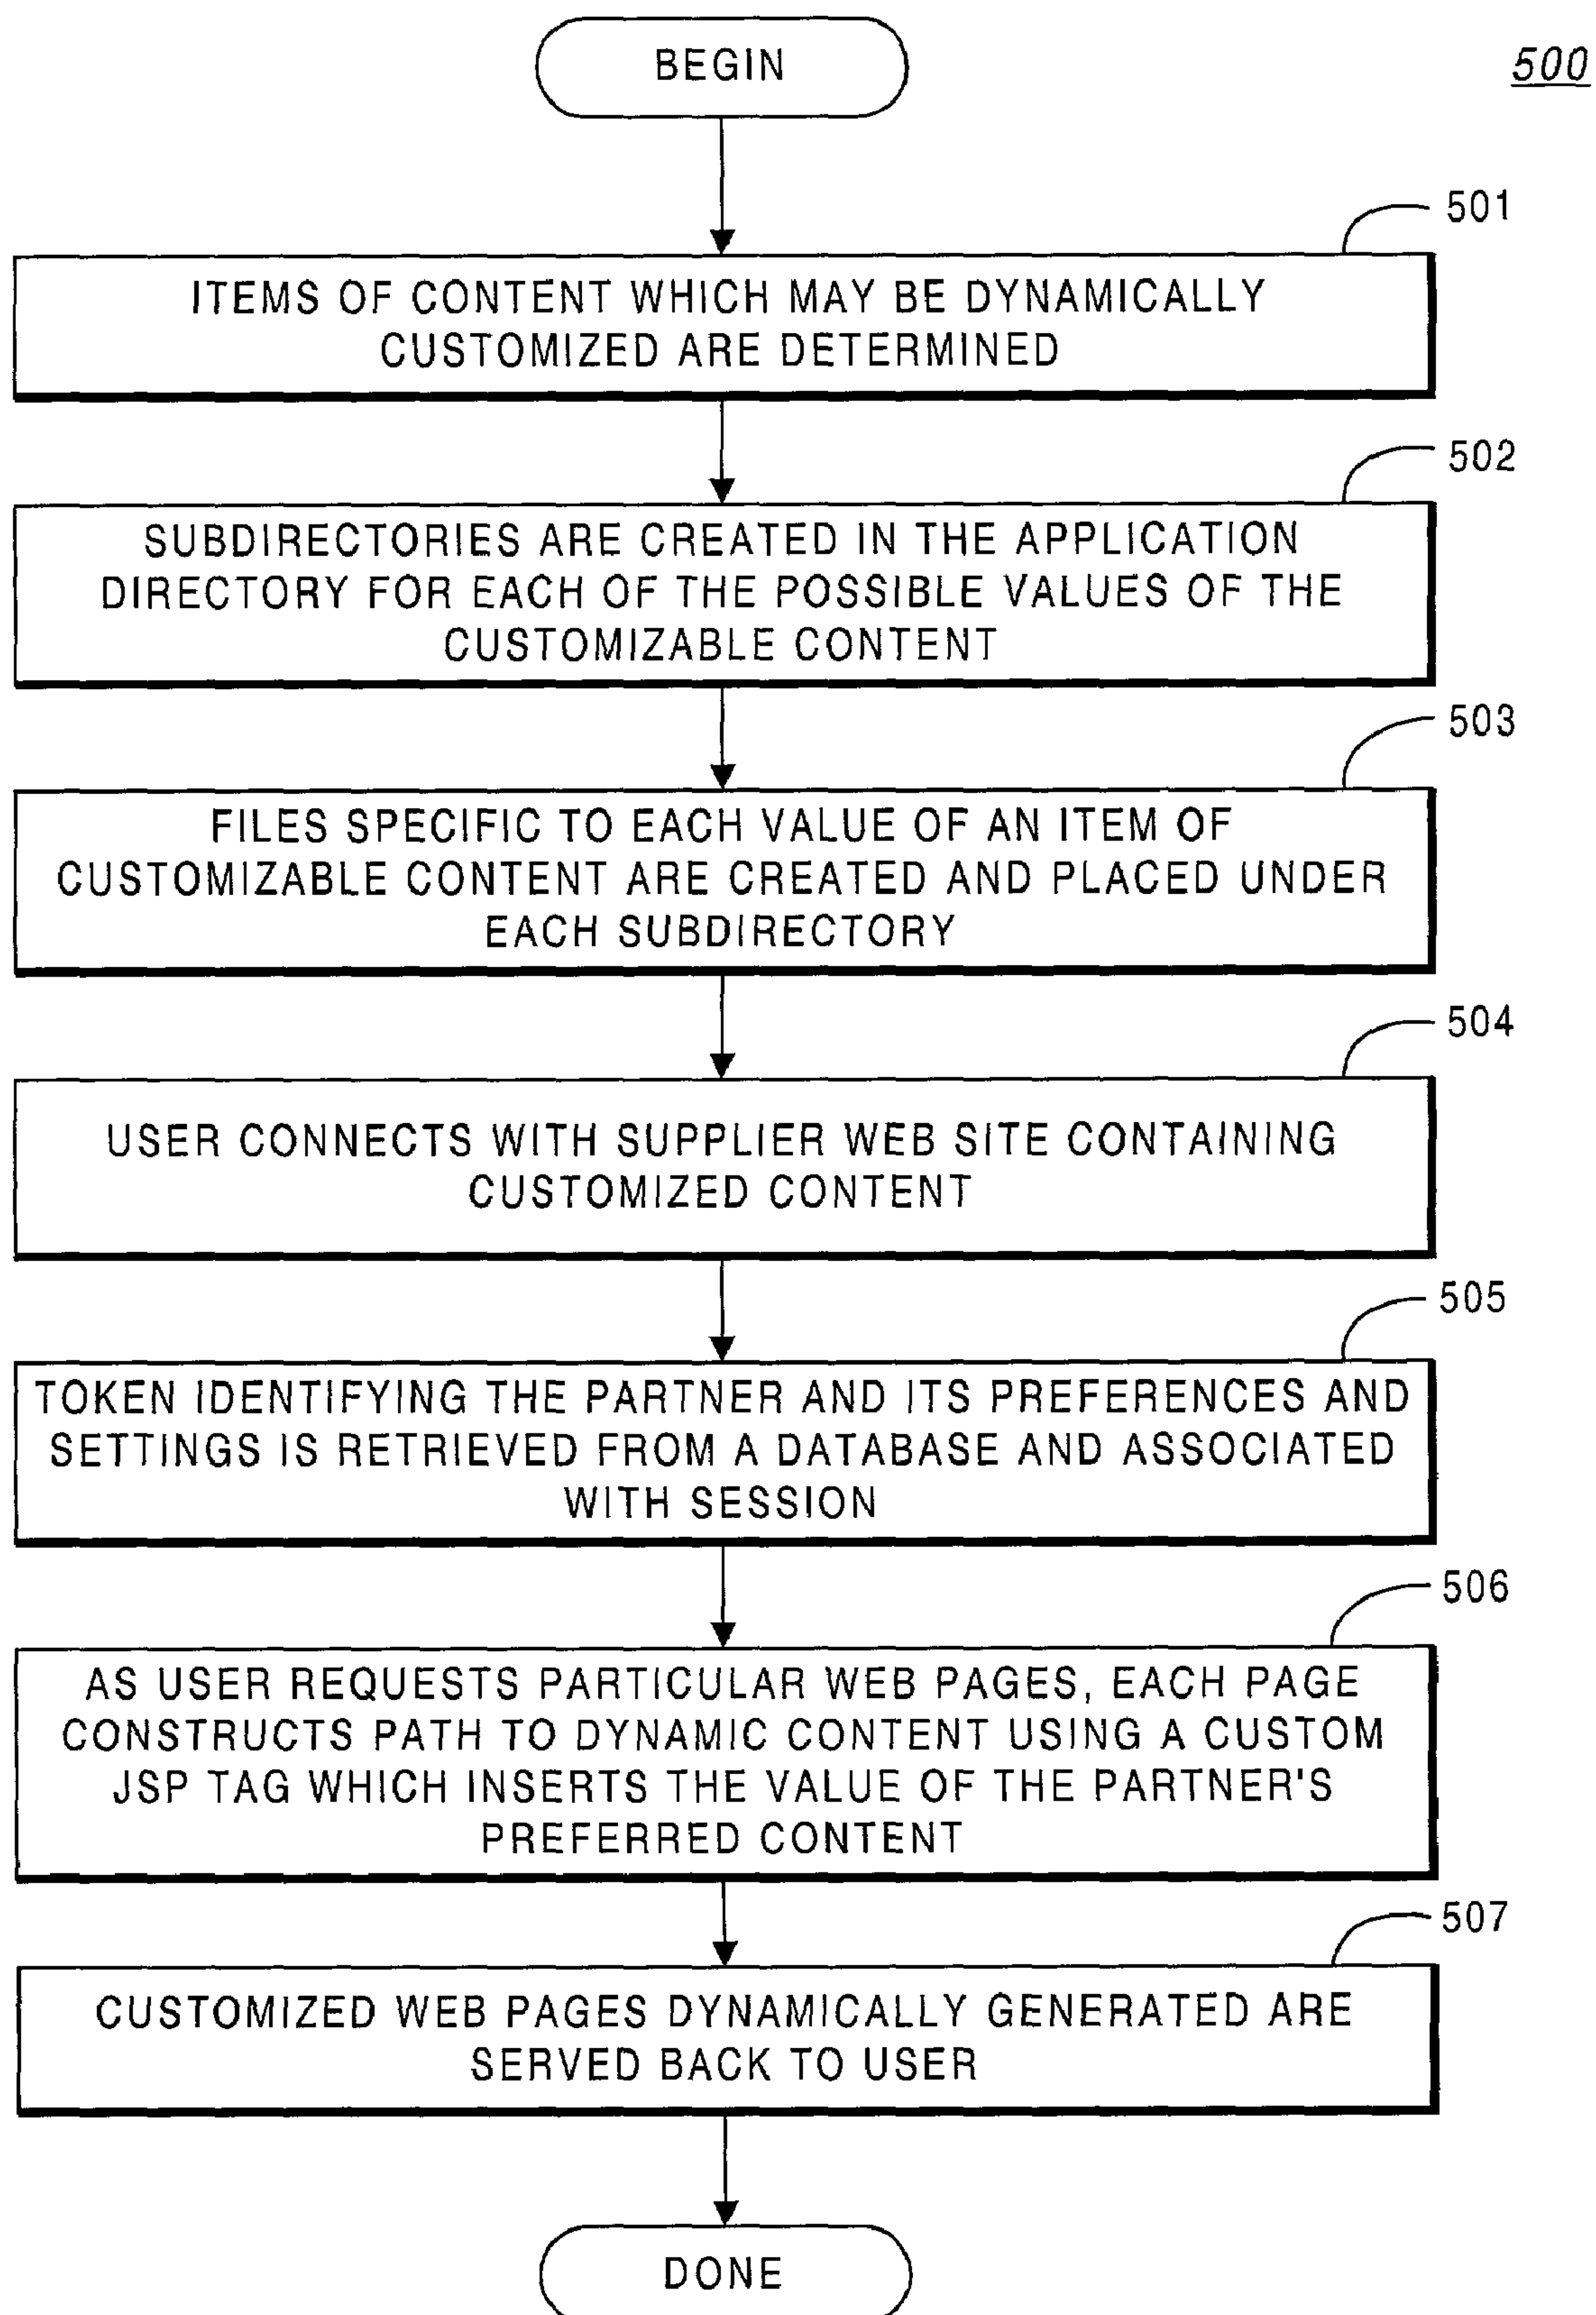 BEGIN
500
501
ITEMS OF CONTENT WHICH MAY BE DYNAMICALLY
CUSTOMIZED ARE DETERMINED
502
SUBDIRECTORIES ARE CREATED IN THE APPLICATION
DIRECTORY FOR EACH OF THE POSSIBLE VALUES OF THE
CUSTOMIZABLE CONTENT
503
FILES SPECIFIC TO EACH VALUE OF AN ITEM OF
CUSTOMIZABLE CONTENT ARE CREATED AND PLACED UNDER
EACH SUBDIRECTORY
504
USER CONNECTS WITH SUPPLIER WEB SITE CONTAINING
CUSTOMIZED CONTENT
505
TOKEN IDENTIFYING THE PARTNER AND ITS PREFERENCES AND
SETTINGS IS RETRIEVED FROM A DATABASE AND ASSOCIATED
WITH SESSION
506
AS USER REQUESTS PARTICULAR WEB PAGES, EACH PAGE
CONSTRUCTS PATH TO DYNAMIC CONTENT USING A CUSTOM
JSP TAG WHICH INSERTS THE VALUE OF THE PARTNER'S
PREFERRED CONTENT
507
CUSTOMIZED WEB PAGES DYNAMICALLY GENERATED ARE
SERVED BACK TO USER
DONE